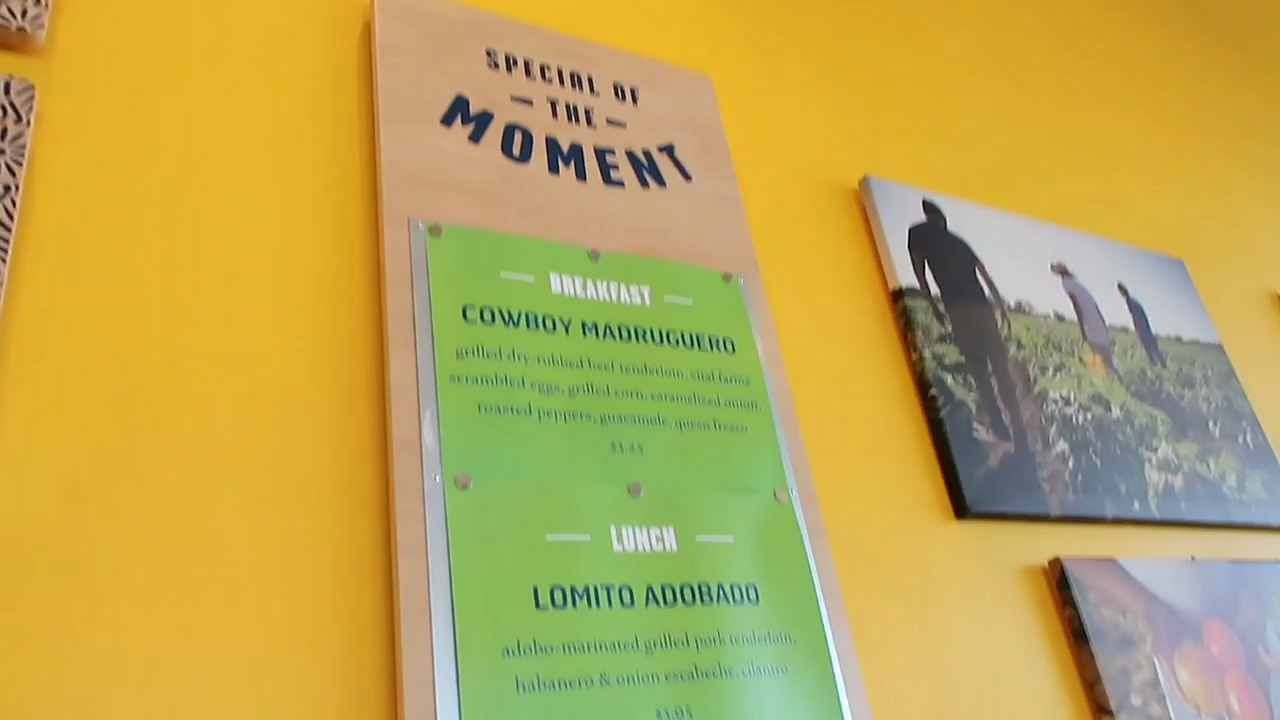 SPECIAL OF
— THE —
MOMENT
BREAKFAST
COWBOY MADRUGUERO
grilled dry-rubbed beef tenderloin, vital farms
scrambled eggs, grilled corn, caramelized onion,
roasted peppers, guacamole, queso fresco
LUNCH
LOMITO ADOBADO
adobo-marinated grilled pork tenderloin,
habanero & onion escabeche, cilantro